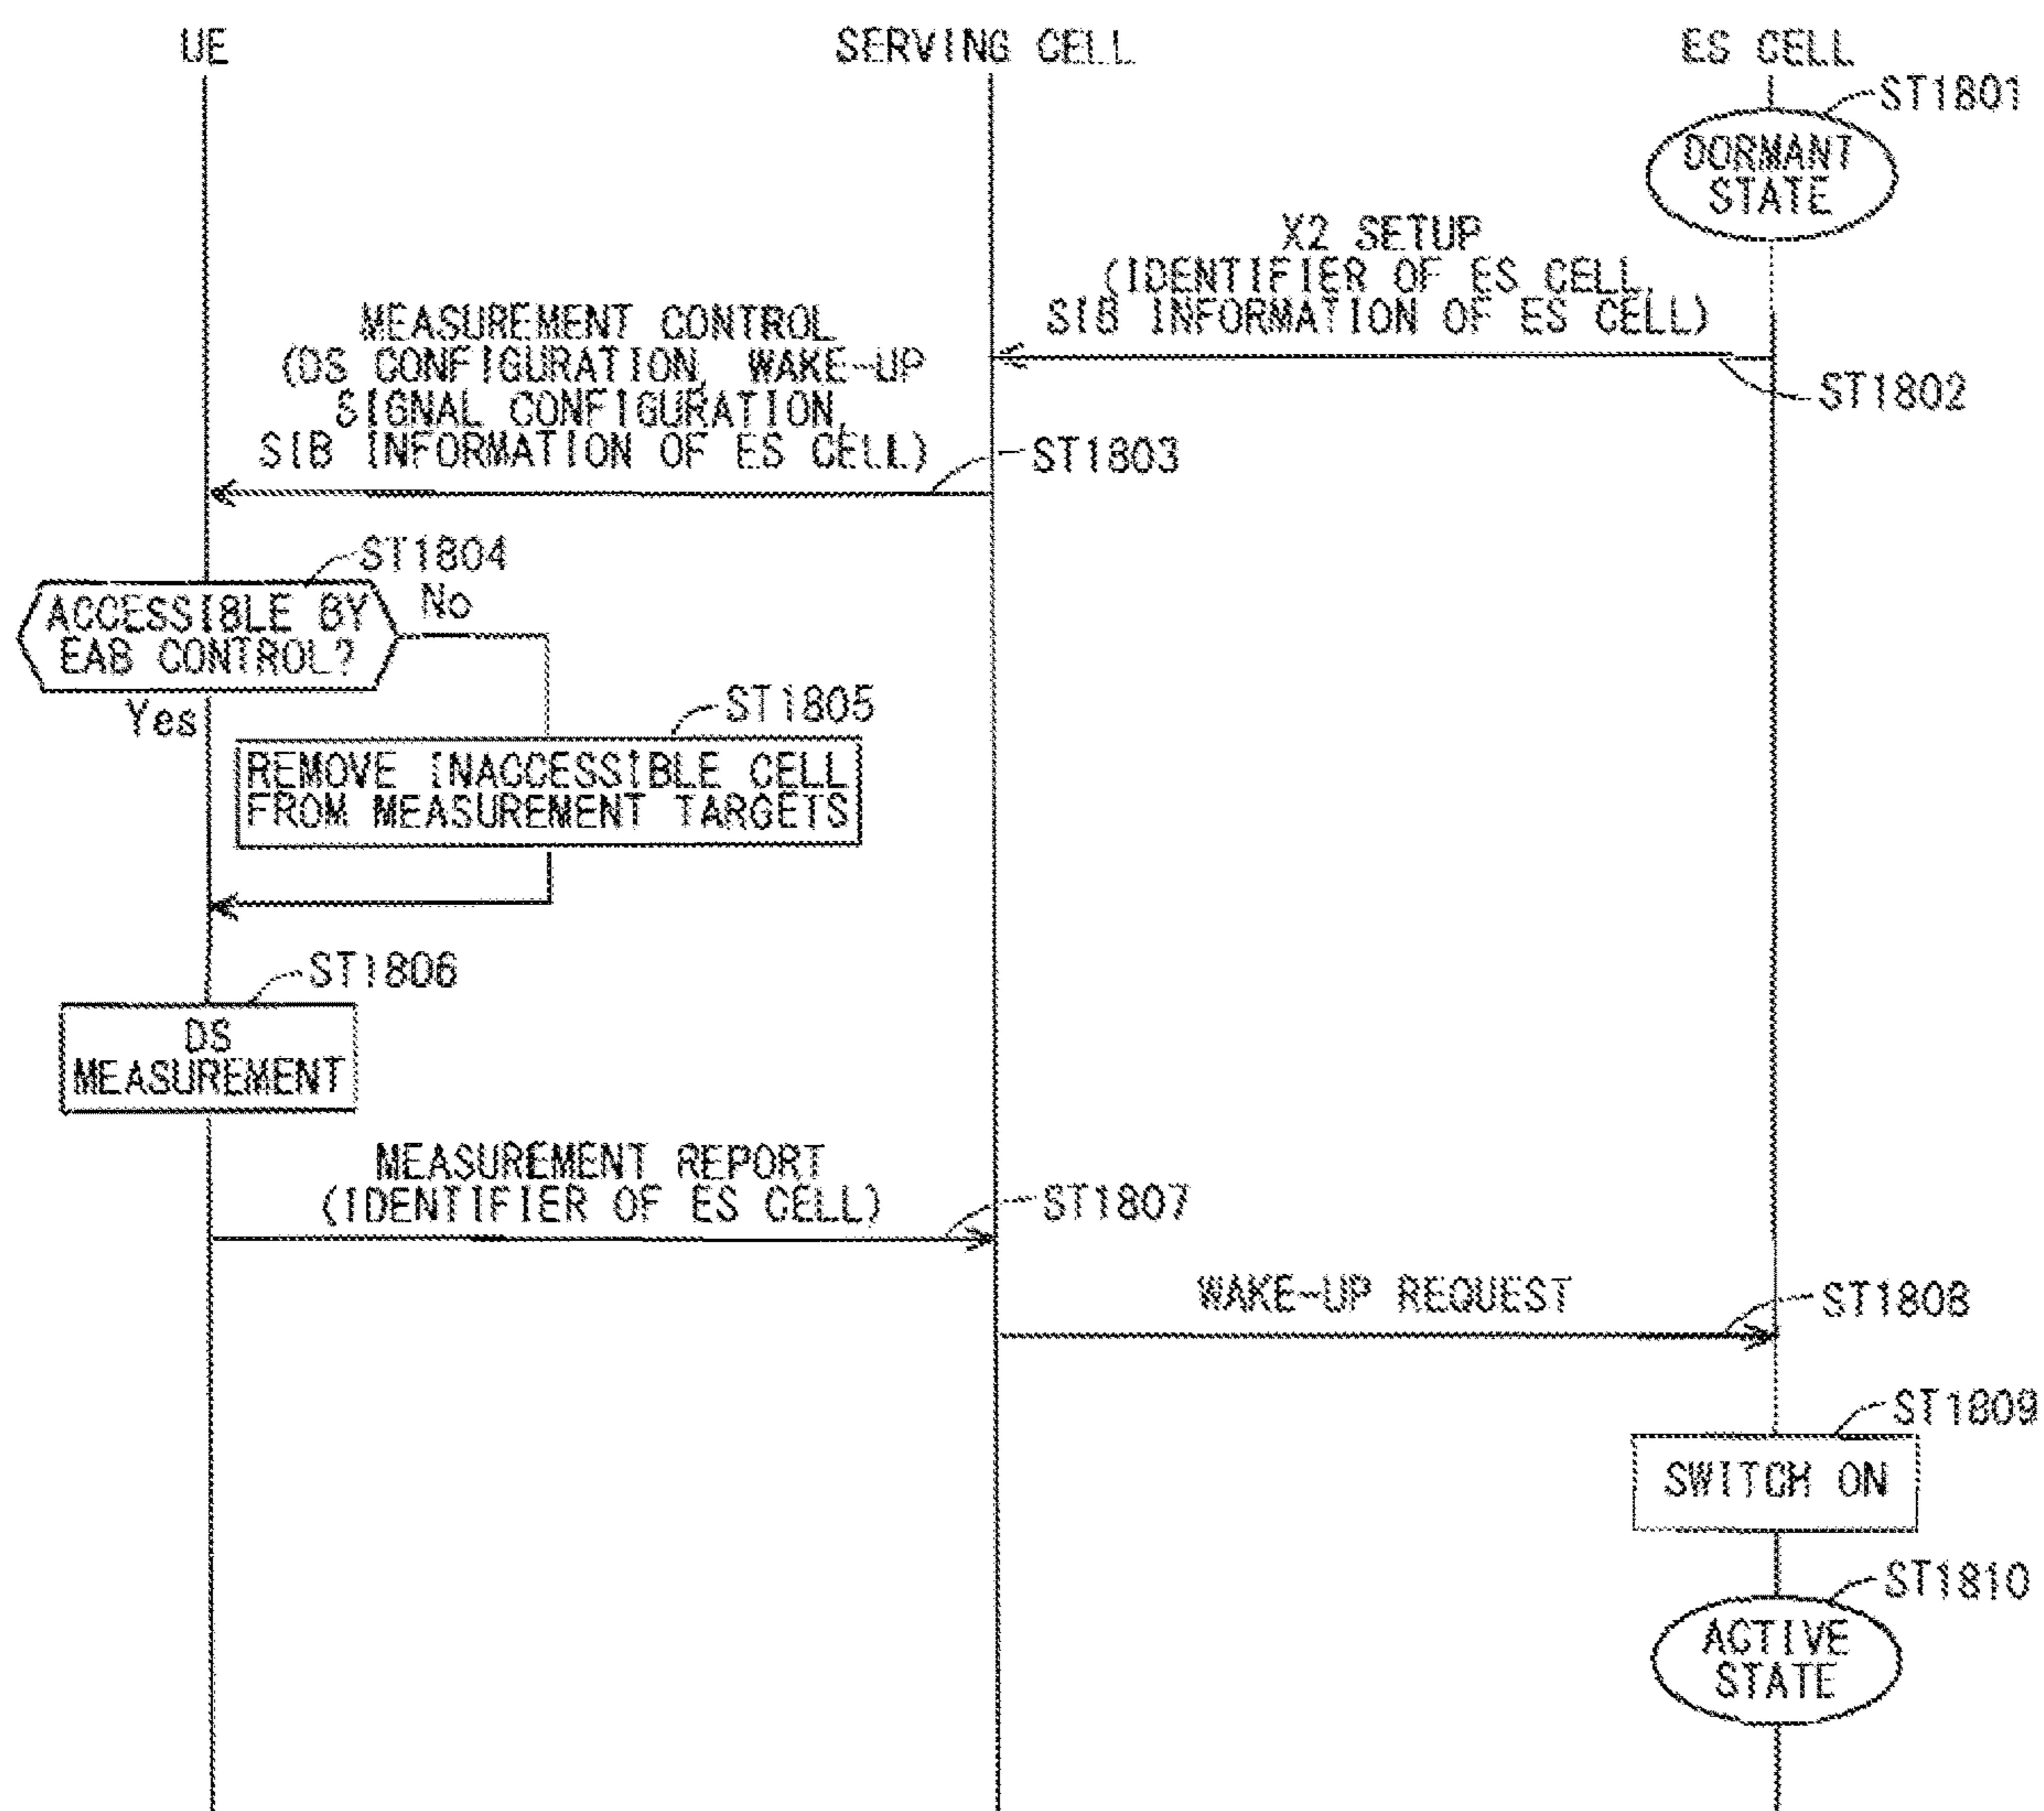 UE
SERVING CELL
ES CELL
ST1801
DORMANT
STATE
X2 SETUP
(IDENTIFIER OF ES CELL,
SIB INFORMATION OF ES CELL)
ST1802
MEASUREMENT CONTROL
(DS CONFIGURATION, WAKE-UP
SIGNAL CONFIGURATION,
SIB INFORMATION OF ES CELL)
ST1803
ST1804
ACCESSIBLE BY
EAB CONTROL?
No
Yes
ST1805
REMOVE INACCESSIBLE CELL
FROM MEASUREMENT TARGETS
ST1806
DS
MEASUREMENT
MEASUREMENT REPORT
(IDENTIFIER OF ES CELL)
ST1807
WAKE-UP REQUEST
ST1808
ST1809
SWITCH ON
ST1810
ACTIVE
STATE